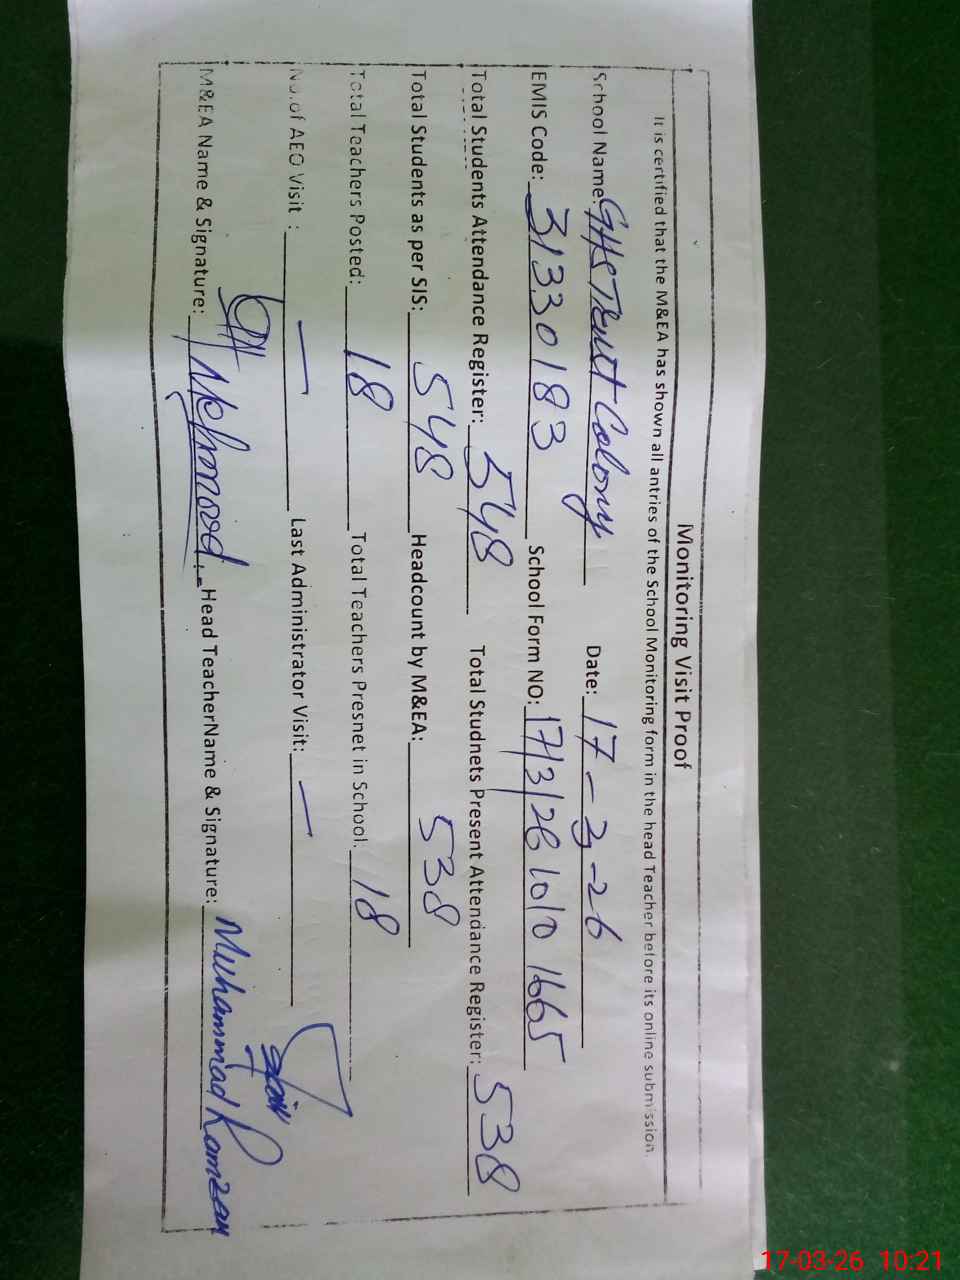 Monitoring Visit Proof
It is certified that the M&EA has shown all antries of the School Monitoring form in the head Teacher before its online submission.
School Name: GHS Tent Colony Date: 17-3-26
EMIS Code: 31330183 School Form NO: 17/3/26 1010 1665
Total Students Attendance Register: 548 Total Studnets Present Attendance Register: 538
Total Students as per SIS: 548 Headcount by M&EA: 538
Total Teachers Posted: 18 Total Teachers Presnet in School: 18
No.of AEO Visit : — Last Administrator Visit: —
M&EA Name & Signature: Mehmood Head TeacherName & Signature: Muhammad Ramzan
17-03-26 10:21